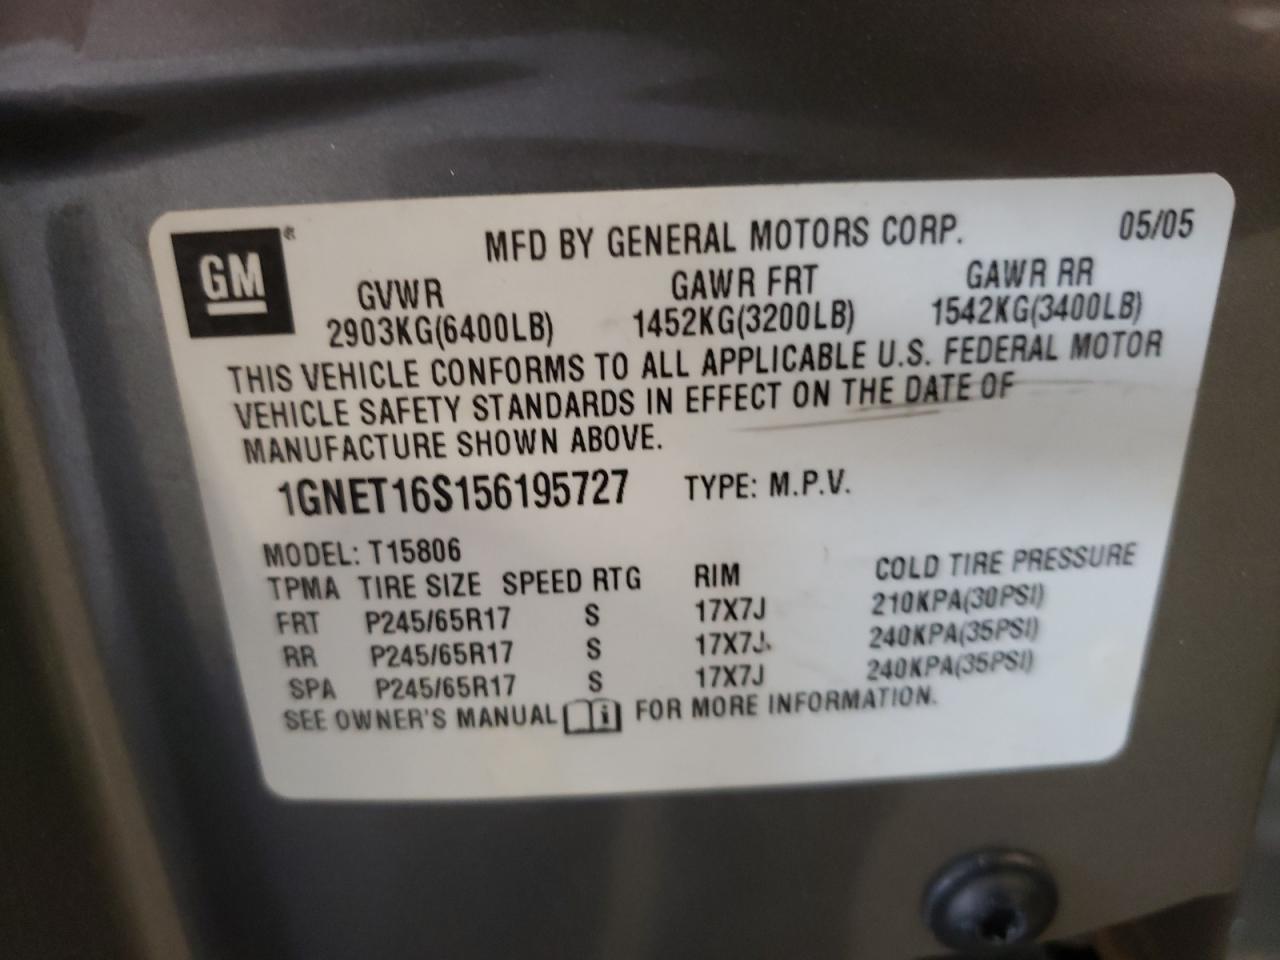 GM ® MFD BY GENERAL MOTORS CORP. 05/05
GVWR GAWR FRT GAWR RR
2903KG(6400LB) 1452KG(3200LB) 1542KG(3400LB)
THIS VEHICLE CONFORMS TO ALL APPLICABLE U.S. FEDERAL MOTOR
VEHICLE SAFETY STANDARDS IN EFFECT ON THE DATE OF
MANUFACTURE SHOWN ABOVE.
1GNET16S156195727 TYPE: M.P.V.
MODEL: T15806
TPMA TIRE SIZE SPEED RTG RIM COLD TIRE PRESSURE
FRT P245/65R17 S 17X7J 210KPA(30PSI)
RR P245/65R17 S 17X7J 240KPA(35PSI)
SPA P245/65R17 S 17X7J 240KPA(35PSI)
SEE OWNER'S MANUAL i FOR MORE INFORMATION.